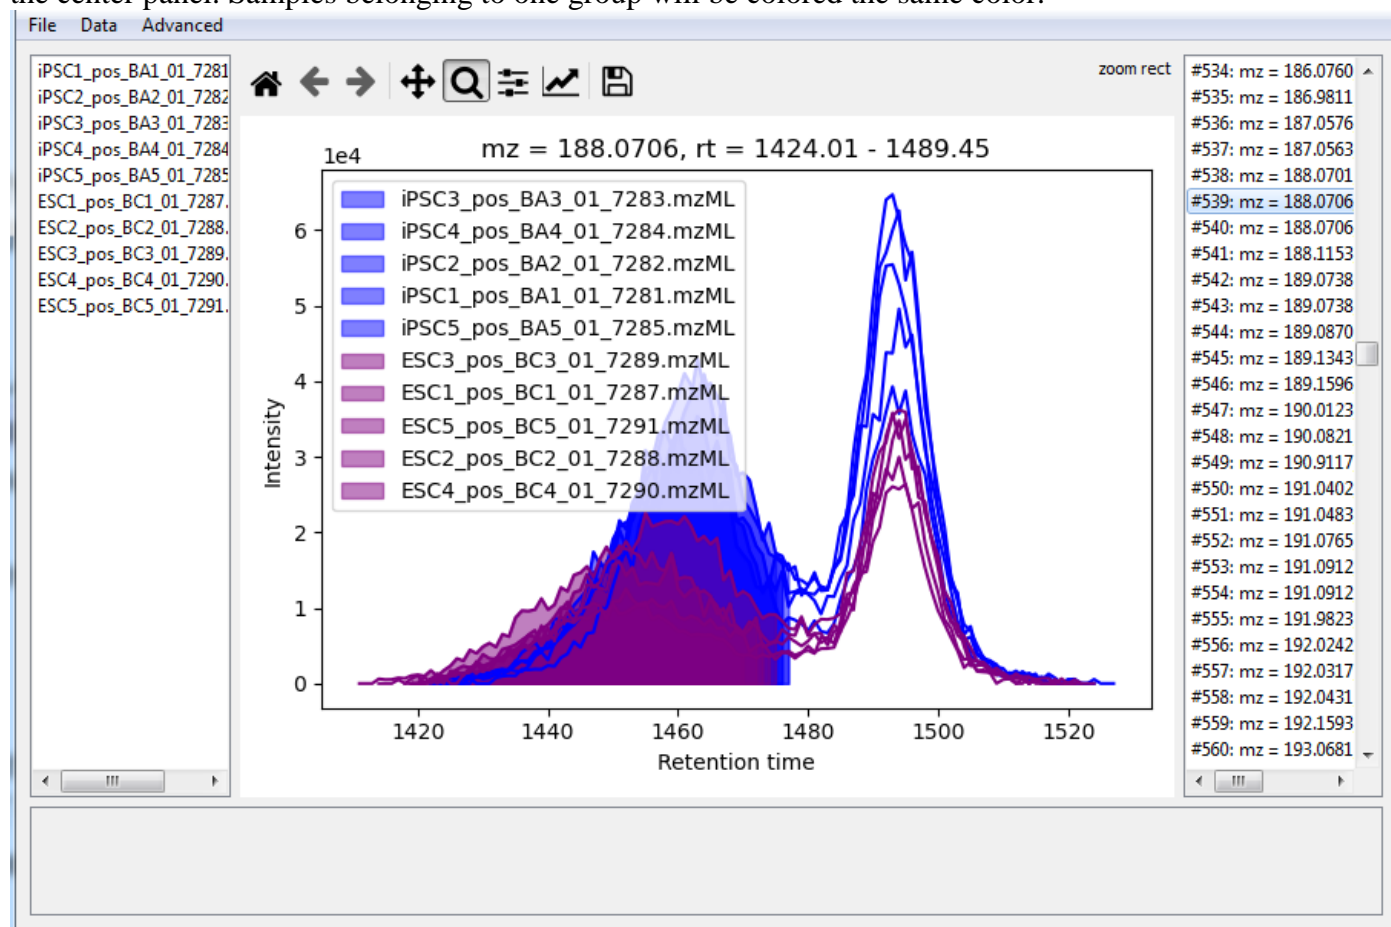 the center panel. Samples belonging to one group will be colored the same color.
File Data Advanced
iPSC1_pos_BA1_01_7281
iPSC2_pos_BA2_01_7282
iPSC3_pos_BA3_01_7283
iPSC4_pos_BA4_01_7284
iPSC5_pos_BA5_01_7285
ESC1_pos_BC1_01_7287.
ESC2_pos_BC2_01_7288.
ESC3_pos_BC3_01_7289.
ESC4_pos_BC4_01_7290.
ESC5_pos_BC5_01_7291.
zoom rect
mz = 188.0706, rt = 1424.01 - 1489.45
1e4
iPSC3_pos_BA3_01_7283.mzML
iPSC4_pos_BA4_01_7284.mzML
iPSC2_pos_BA2_01_7282.mzML
iPSC1_pos_BA1_01_7281.mzML
iPSC5_pos_BA5_01_7285.mzML
ESC3_pos_BC3_01_7289.mzML
ESC1_pos_BC1_01_7287.mzML
ESC5_pos_BC5_01_7291.mzML
ESC2_pos_BC2_01_7288.mzML
ESC4_pos_BC4_01_7290.mzML
Intensity
6
5
4
3
2
1
0
1420 1440 1460 1480 1500 1520
Retention time
#534: mz = 186.0760
#535: mz = 186.9811
#536: mz = 187.0576
#537: mz = 187.0563
#538: mz = 188.0701
#539: mz = 188.0706
#540: mz = 188.0706
#541: mz = 188.1153
#542: mz = 189.0738
#543: mz = 189.0738
#544: mz = 189.0870
#545: mz = 189.1343
#546: mz = 189.1596
#547: mz = 190.0123
#548: mz = 190.0821
#549: mz = 190.9117
#550: mz = 191.0402
#551: mz = 191.0483
#552: mz = 191.0765
#553: mz = 191.0912
#554: mz = 191.0912
#555: mz = 191.9823
#556: mz = 192.0242
#557: mz = 192.0317
#558: mz = 192.0431
#559: mz = 192.1593
#560: mz = 193.0681